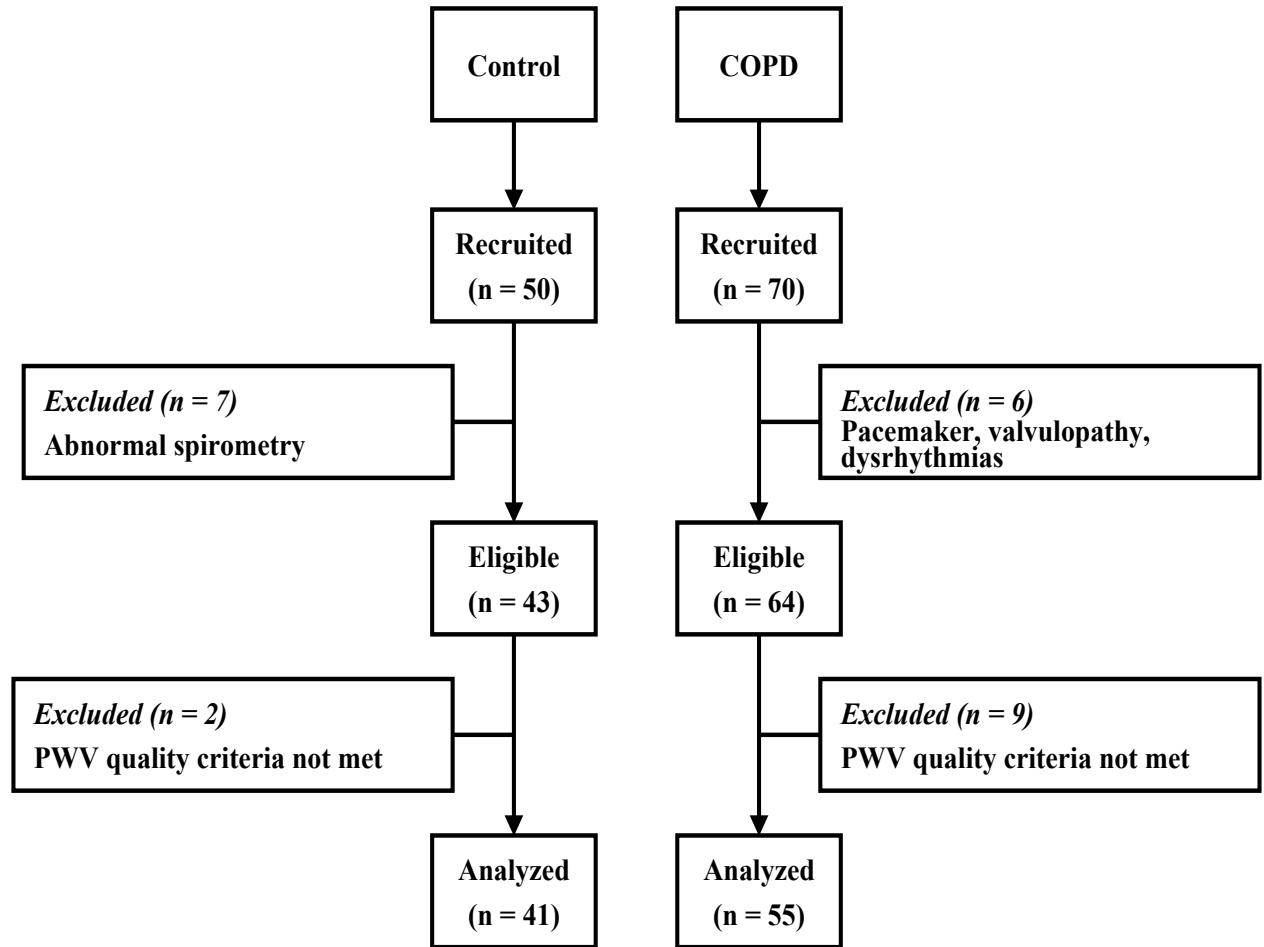 Control
COPD
Recruited
(n = 50)
Recruited
(n = 70)
Excluded (n = 7)
Abnormal spirometry
Excluded (n = 6)
Pacemaker, valvulopathy,
dysrhythmias
Eligible
(n = 43)
Eligible
(n = 64)
Excluded (n = 2)
PWV quality criteria not met
Excluded (n = 9)
PWV quality criteria not met
Analyzed
(n = 41)
Analyzed
(n = 55)